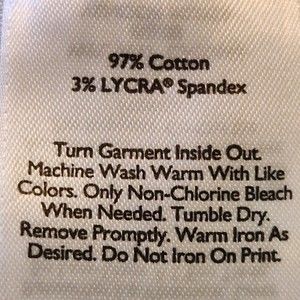 97% Cotton
3% LYCRA® Spandex
Turn Garment Inside Out.
Machine Wash Warm With Like
Colors. Only Non-Chlorine Bleach
When Needed. Tumble Dry.
Remove Promptly. Warm Iron As
Desired. Do Not Iron On Print.